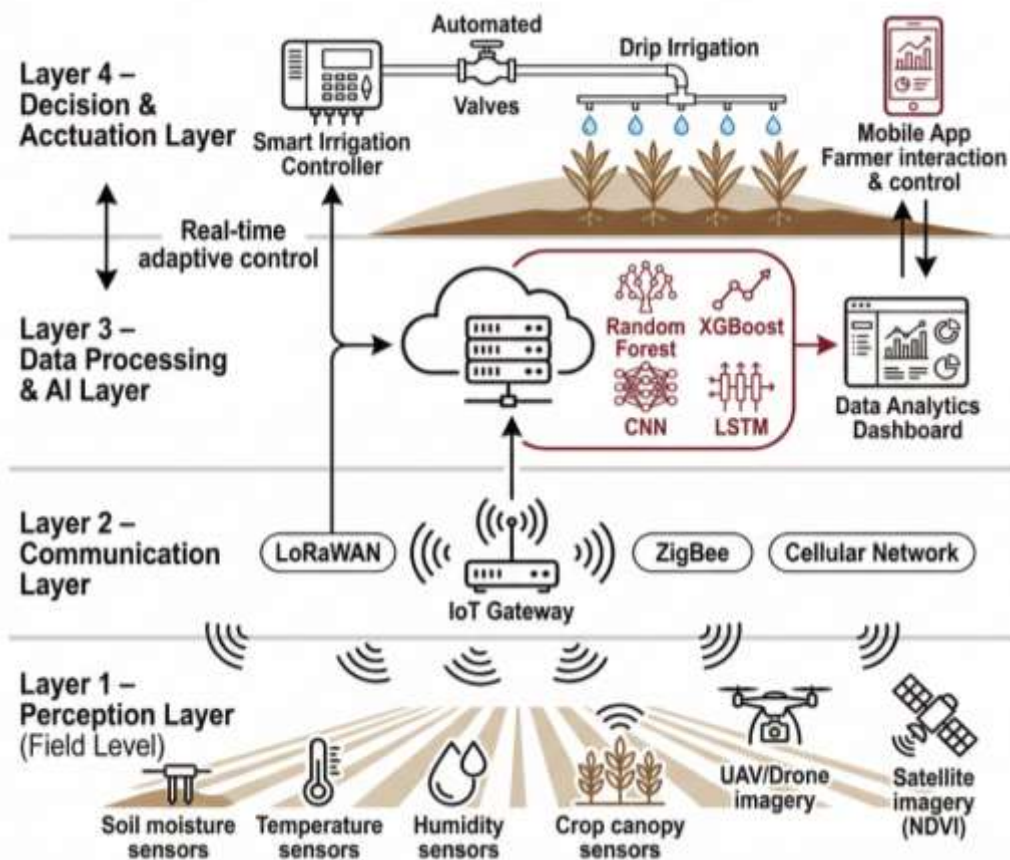 Layer 4 –
Decision &
Acctuation Layer
Smart Irrigation
Controller
Automated
Valves
Drip Irrigation
Mobile App
Farmer interaction
& control
Real-time
adaptive control
Layer 3 –
Data Processing
& AI Layer
Random
Forest
XGBoost
CNN
LSTM
Data Analytics
Dashboard
Layer 2 –
Communication
Layer
LoRaWAN
IoT Gateway
ZigBee
Cellular Network
Layer 1 –
Perception Layer
(Field Level)
Soil moisture
sensors
Temperature
sensors
Humidity
sensors
Crop canopy
sensors
UAV/Drone
imagery
Satellite
imagery
(NDVI)